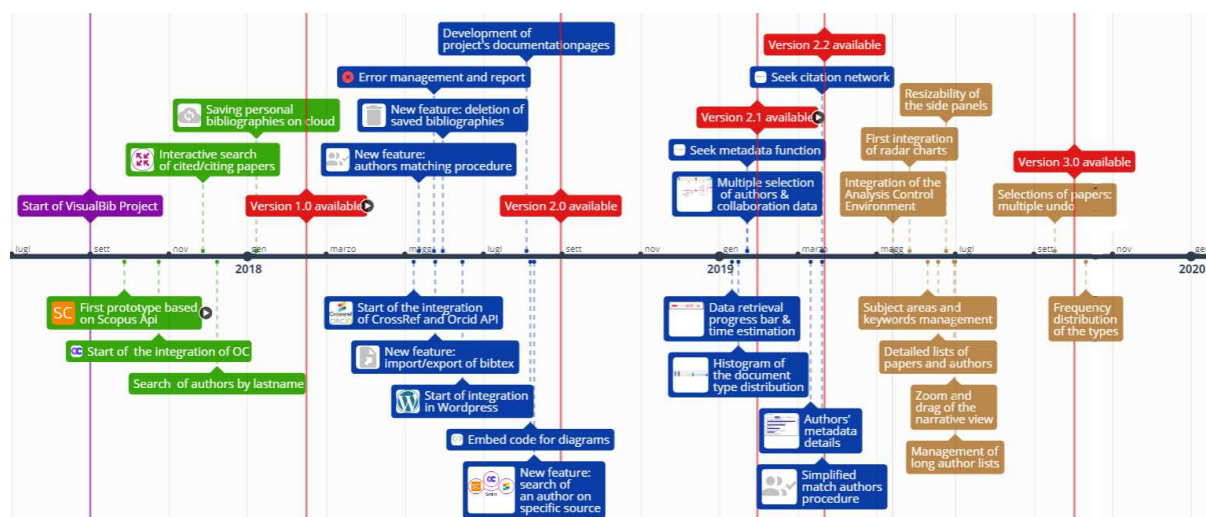 Development of
project's documentationpages
Version 2.2 available
Error management and report
Seek citation network
Saving personal
bibliographies on cloud
New feature: deletion of
saved bibliographies
Resizability of
the side panels
Version 2.1 available
Interactive search
of cited/citing papers
New feature:
authors matching procedure
Seek metadata function
First integration
of radar charts
Version 3.0 available
Start of VisualBib Project
Version 1.0 available
Version 2.0 available
Multiple selection
of authors &
collaboration data
Integration of the
Analysis Control
Environment
Selections of papers:
multiple undo
lugl sett nov gen marzo magg lugl sett nov gen marzo magg lugl sett nov gen
2018 2019 2020
SC First prototype based
on Scopus Api
Start of the integration of OC
Search of authors by lastname
Crossref
Start of the integration
of CrossRef and Orcid API
New feature:
import/export of bibtex
Start of integration
in Wordpress
Embed code for diagrams
New feature:
search of
an author on
specific source
Data retrieval
progress bar &
time estimation
Histogram of
the document
type distribution
Authors'
metadata
details
Simplified
match authors
procedure
Subject areas and
keywords management
Detailed lists of
papers and authors
Zoom and
drag of the
narrative view
Management of
long author lists
Frequency
distribution
of the types